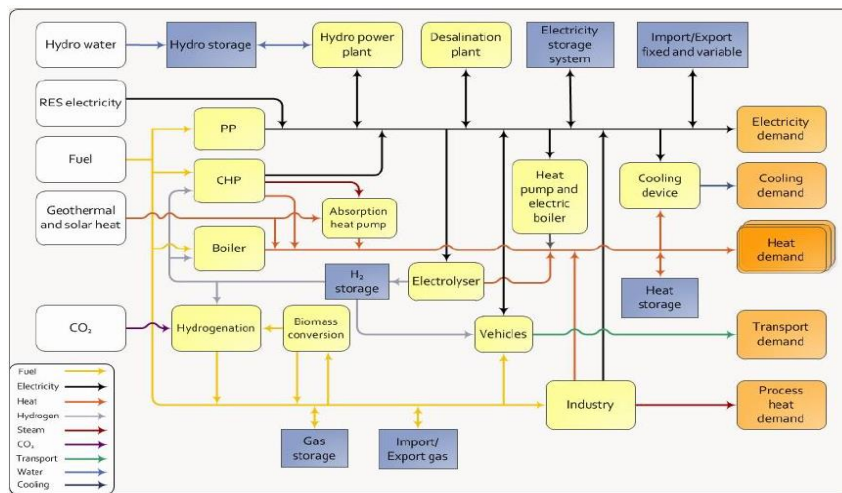 Hydro water
Hydro storage
Hydro power
plant
Desalination
plant
Electricity
storage
system
Import/Export
fixed and variable
RES electricity
PP
Electricity
demand
Fuel
CHP
Heat
pump and
electric
boiler
Cooling
device
Cooling
demand
Geothermal
and solar heat
Absorption
heat pump
Boiler
Heat
demand
H₂
storage
Electrolyser
Heat
storage
CO₂
Hydrogenation
Biomass
conversion
Vehicles
Transport
demand
Fuel
Electricity
Heat
Hydrogen
Steam
CO₂
Transport
Water
Cooling
Gas
storage
Import/
Export gas
Industry
Process
heat
demand